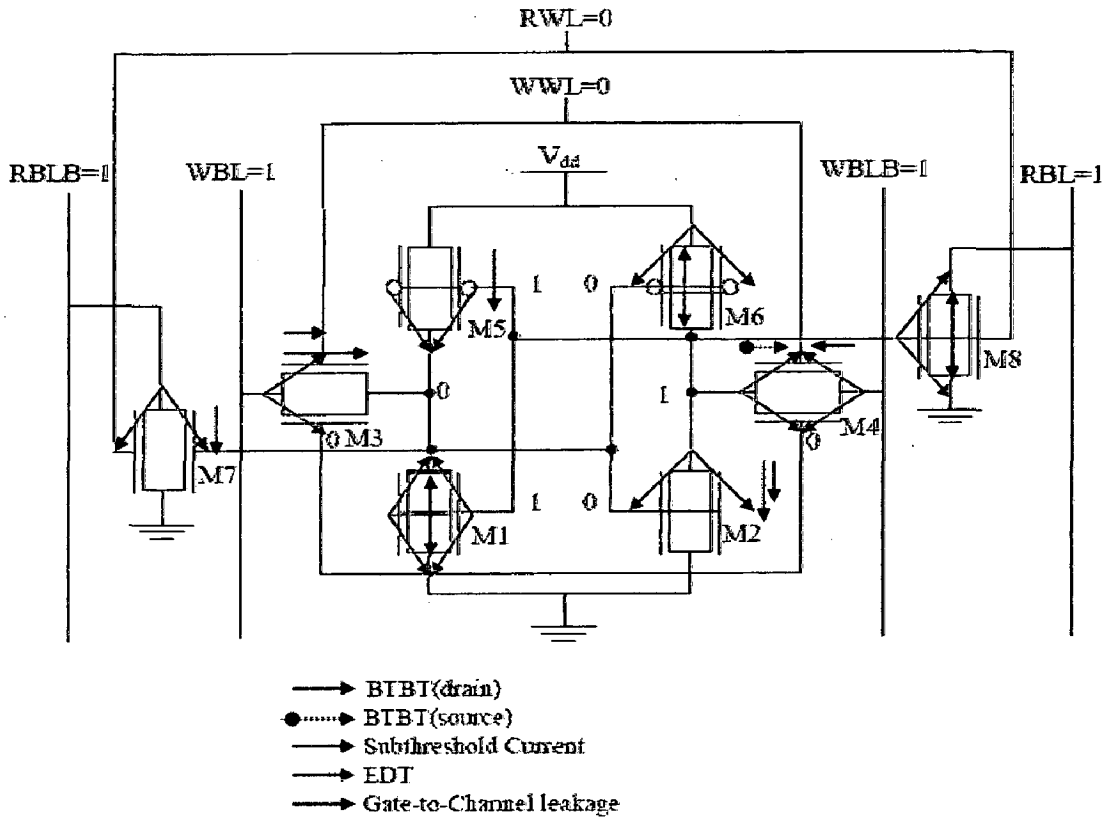 RWL=0
WWL=0
Vdd
RBLB=1 WBL=1 WBLB=1 RBL=1
1 0
M5 M6
M8
0 1
0 M3 M4
0
M7
1 0
M1 M2
BTBT(drain)
BTBT(source)
Subthreshold Current
EDT
Gate-to-Channel leakage